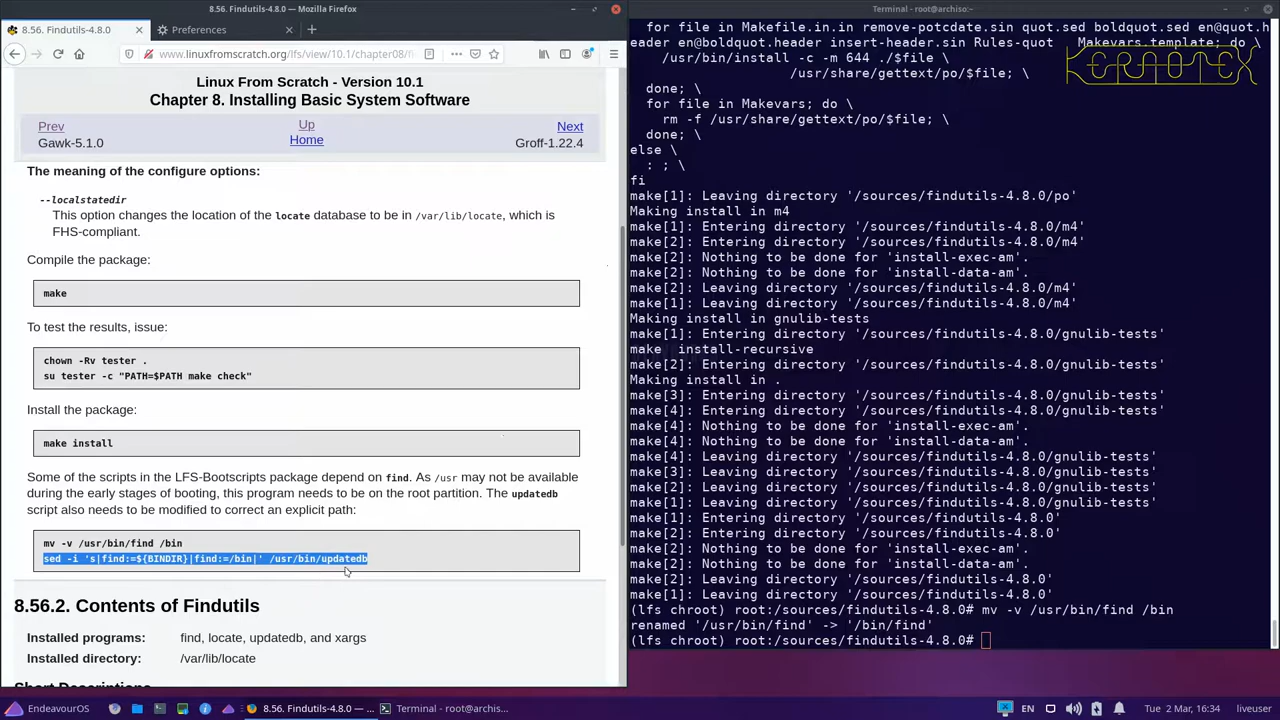 8.56. Findutils-4.8.0 — Mozilla Firefox
8.56. Findutils-4.8.0
Preferences
www.linuxfromscratch.org/lfs/view/10.1/chapter08/fi
Linux From Scratch - Version 10.1
Chapter 8. Installing Basic System Software
Prev
Up
Next
Gawk-5.1.0
Home
Groff-1.22.4
The meaning of the configure options:
--localstatedir
This option changes the location of the locate database to be in /var/lib/locate, which is
FHS-compliant.
Compile the package:
make
To test the results, issue:
chown -Rv tester .
su tester -c "PATH=$PATH make check"
Install the package:
make install
Some of the scripts in the LFS-Bootscripts package depend on find. As /usr may not be available
during the early stages of booting, this program needs to be on the root partition. The updatedb
script also needs to be modified to correct an explicit path:
mv -v /usr/bin/find /bin
sed -i 's|find:=${BINDIR}|find:=/bin|' /usr/bin/updatedb
8.56.2. Contents of Findutils
Installed programs: find, locate, updatedb, and xargs
Installed directory: /var/lib/locate
Short Descriptions
Terminal - root@archiso:~
for file in Makefile.in.in remove-potcdate.sin quot.sed boldquot.sed en@quot.h
eader en@boldquot.header insert-header.sin Rules-quot   Makevars.template; do \
/usr/bin/install -c -m 644 ./$file \
/usr/share/gettext/po/$file; \
done; \
for file in Makevars; do \
rm -f /usr/share/gettext/po/$file; \
done; \
else \
: ; \
fi
make[1]: Leaving directory '/sources/findutils-4.8.0/po'
Making install in m4
make[1]: Entering directory '/sources/findutils-4.8.0/m4'
make[2]: Entering directory '/sources/findutils-4.8.0/m4'
make[2]: Nothing to be done for 'install-exec-am'.
make[2]: Nothing to be done for 'install-data-am'.
make[2]: Leaving directory '/sources/findutils-4.8.0/m4'
make[1]: Leaving directory '/sources/findutils-4.8.0/m4'
Making install in gnulib-tests
make[1]: Entering directory '/sources/findutils-4.8.0/gnulib-tests'
make  install-recursive
make[2]: Entering directory '/sources/findutils-4.8.0/gnulib-tests'
Making install in .
make[3]: Entering directory '/sources/findutils-4.8.0/gnulib-tests'
make[4]: Entering directory '/sources/findutils-4.8.0/gnulib-tests'
make[4]: Nothing to be done for 'install-exec-am'.
make[4]: Nothing to be done for 'install-data-am'.
make[4]: Leaving directory '/sources/findutils-4.8.0/gnulib-tests'
make[3]: Leaving directory '/sources/findutils-4.8.0/gnulib-tests'
make[2]: Leaving directory '/sources/findutils-4.8.0/gnulib-tests'
make[1]: Leaving directory '/sources/findutils-4.8.0/gnulib-tests'
make[1]: Entering directory '/sources/findutils-4.8.0'
make[2]: Entering directory '/sources/findutils-4.8.0'
make[2]: Nothing to be done for 'install-exec-am'.
make[2]: Nothing to be done for 'install-data-am'.
make[2]: Leaving directory '/sources/findutils-4.8.0'
make[1]: Leaving directory '/sources/findutils-4.8.0'
(lfs chroot) root:/sources/findutils-4.8.0# mv -v /usr/bin/find /bin
renamed '/usr/bin/find' -> '/bin/find'
(lfs chroot) root:/sources/findutils-4.8.0#
KERNOTEX
EndeavourOS
8.56. Findutils-4.8.0 — ...
Terminal - root@archis...
EN
Tue 2 Mar, 16:34
liveuser